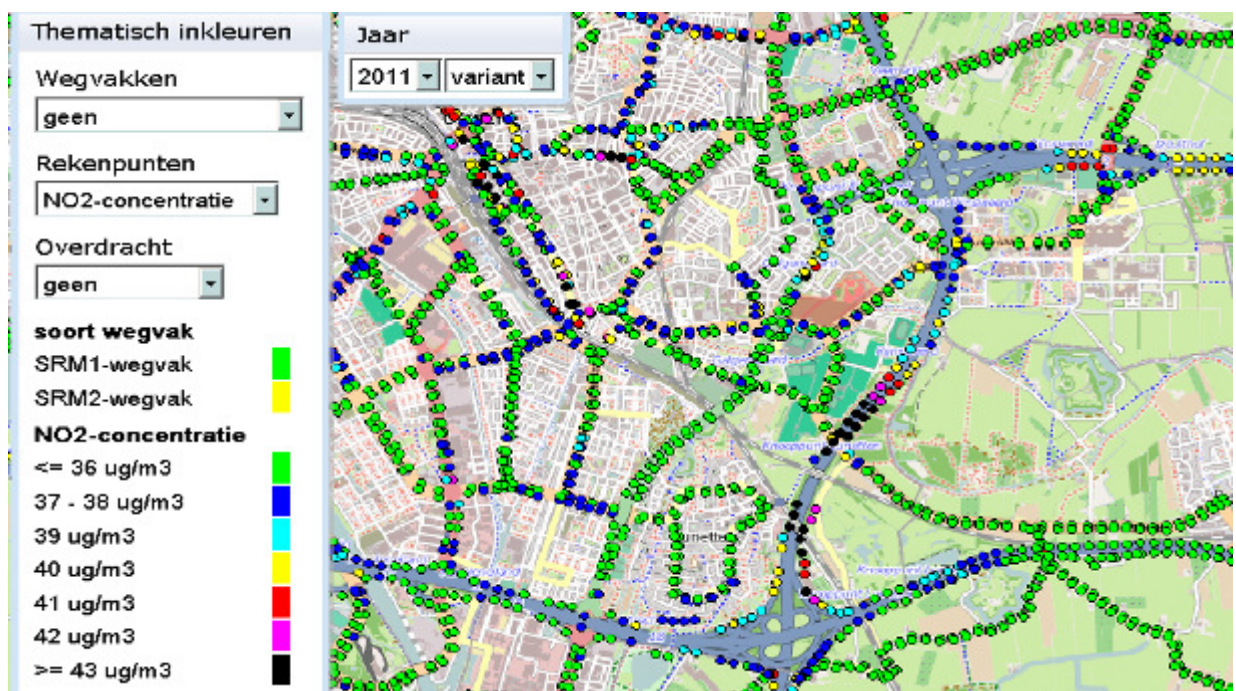 Thematisch inkleuren
Wegvakken
geen
Rekenpunten
NO2-concentratie
Overdracht
geen
soort wegvak
SRM1-wegvak
SRM2-wegvak
NO2-concentratie
<= 36 ug/m3
37 - 38 ug/m3
39 ug/m3
40 ug/m3
41 ug/m3
42 ug/m3
>= 43 ug/m3
Jaar
2011 variant